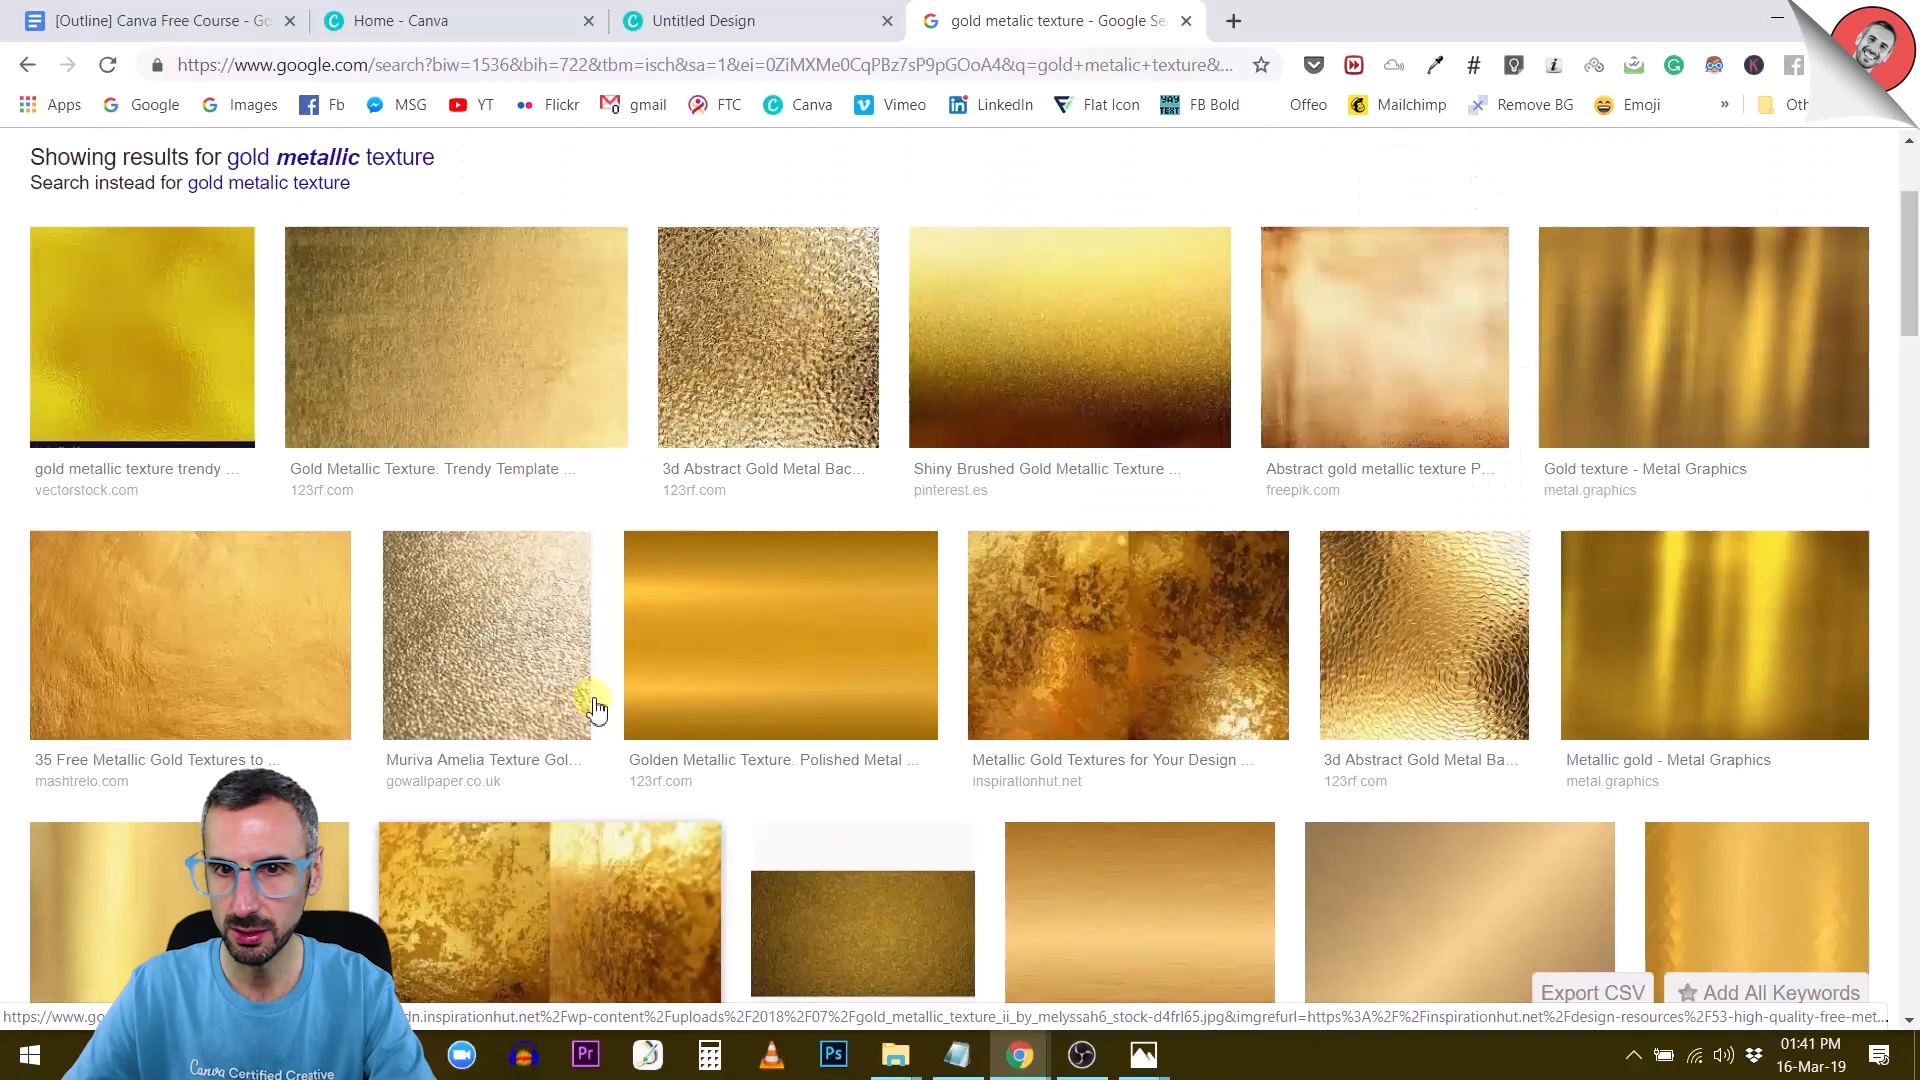 [Outline] Canva Free Course - Go
Home - Canva
Untitled Design
gold metallic texture - Google Se
https://www.google.com/search?biw=1536&bih=722&tbm=isch&sa=1&ei=0ZiMXMe0CqPBz7sP9pGOoA4&q=gold+metalic+texture&...
Apps
Google
Images
Fb
MSG
YT
Flickr
gmail
FTC
Canva
Vimeo
LinkedIn
Flat Icon
YAY TEXT
FB Bold
Offeo
Mailchimp
Remove BG
Emoji
»
Oth
Showing results for gold metallic texture
Search instead for gold metalic texture
gold metallic texture trendy ...
vectorstock.com
Gold Metallic Texture. Trendy Template ...
123rf.com
3d Abstract Gold Metal Bac...
123rf.com
Shiny Brushed Gold Metallic Texture ...
pinterest.es
Abstract gold metallic texture P...
freepik.com
Gold texture - Metal Graphics
metal.graphics
35 Free Metallic Gold Textures to ...
mashtrelo.com
Muriva Amelia Texture Gol...
gowallpaper.co.uk
Golden Metallic Texture. Polished Metal ...
123rf.com
Metallic Gold Textures for Your Design ...
inspirationhut.net
3d Abstract Gold Metal Ba...
123rf.com
Metallic gold - Metal Graphics
metal.graphics
Export CSV
Add All Keywords
https://www.go
dn.inspirationhut.net%2Fwp-content%2Fuploads%2F2018%2F07%2Fgold_metallic_texture_ii_by_melyssah6_stock-d4frl65.jpg&imgrefurl=https%3A%2F%2Finspirationhut.net%2Fdesign-resources%2F53-high-quality-free-met...
Canva Certified Creative
Pr
Ps
01:41 PM
16-Mar-19